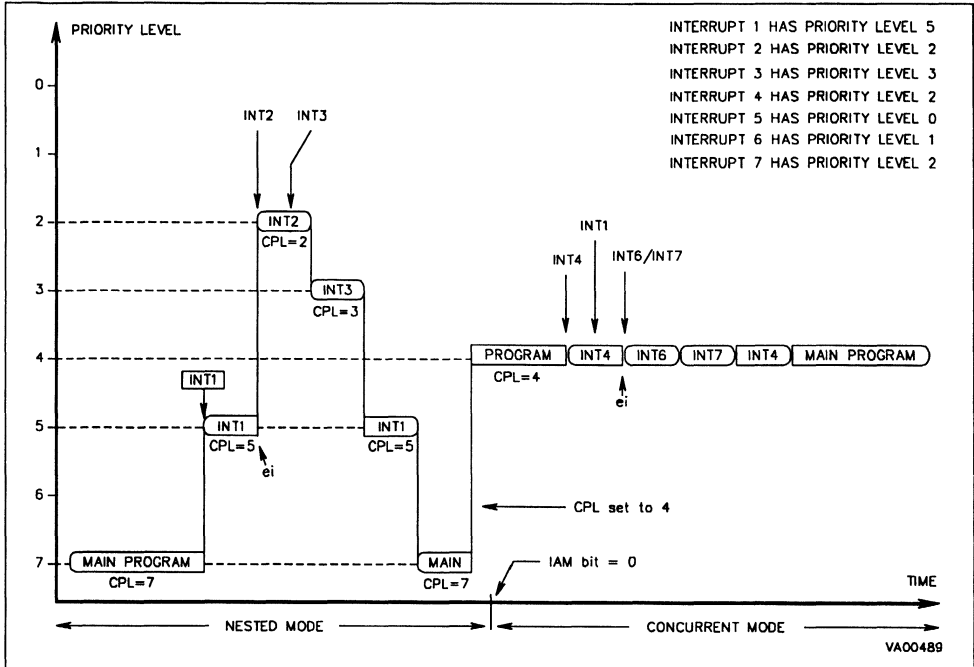 PRIORITY LEVEL
INTERRUPT 1 HAS PRIORITY LEVEL 5
INTERRUPT 2 HAS PRIORITY LEVEL 2
INTERRUPT 3 HAS PRIORITY LEVEL 3
INTERRUPT 4 HAS PRIORITY LEVEL 2
INTERRUPT 5 HAS PRIORITY LEVEL 0
INTERRUPT 6 HAS PRIORITY LEVEL 1
INTERRUPT 7 HAS PRIORITY LEVEL 2
0
INT2 INT3
1
2 INT2
CPL=2
INT1
INT4 INT6/INT7
3 INT3
CPL=3
4 PROGRAM INT4 INT6 INT7 INT4 MAIN PROGRAM
CPL=4
INT1
ei
5 INT1 INT1
CPL=5 CPL=5
ei
6
CPL set to 4
7 MAIN PROGRAM MAIN
CPL=7 CPL=7
IAM bit = 0
TIME
NESTED MODE CONCURRENT MODE
VA00489